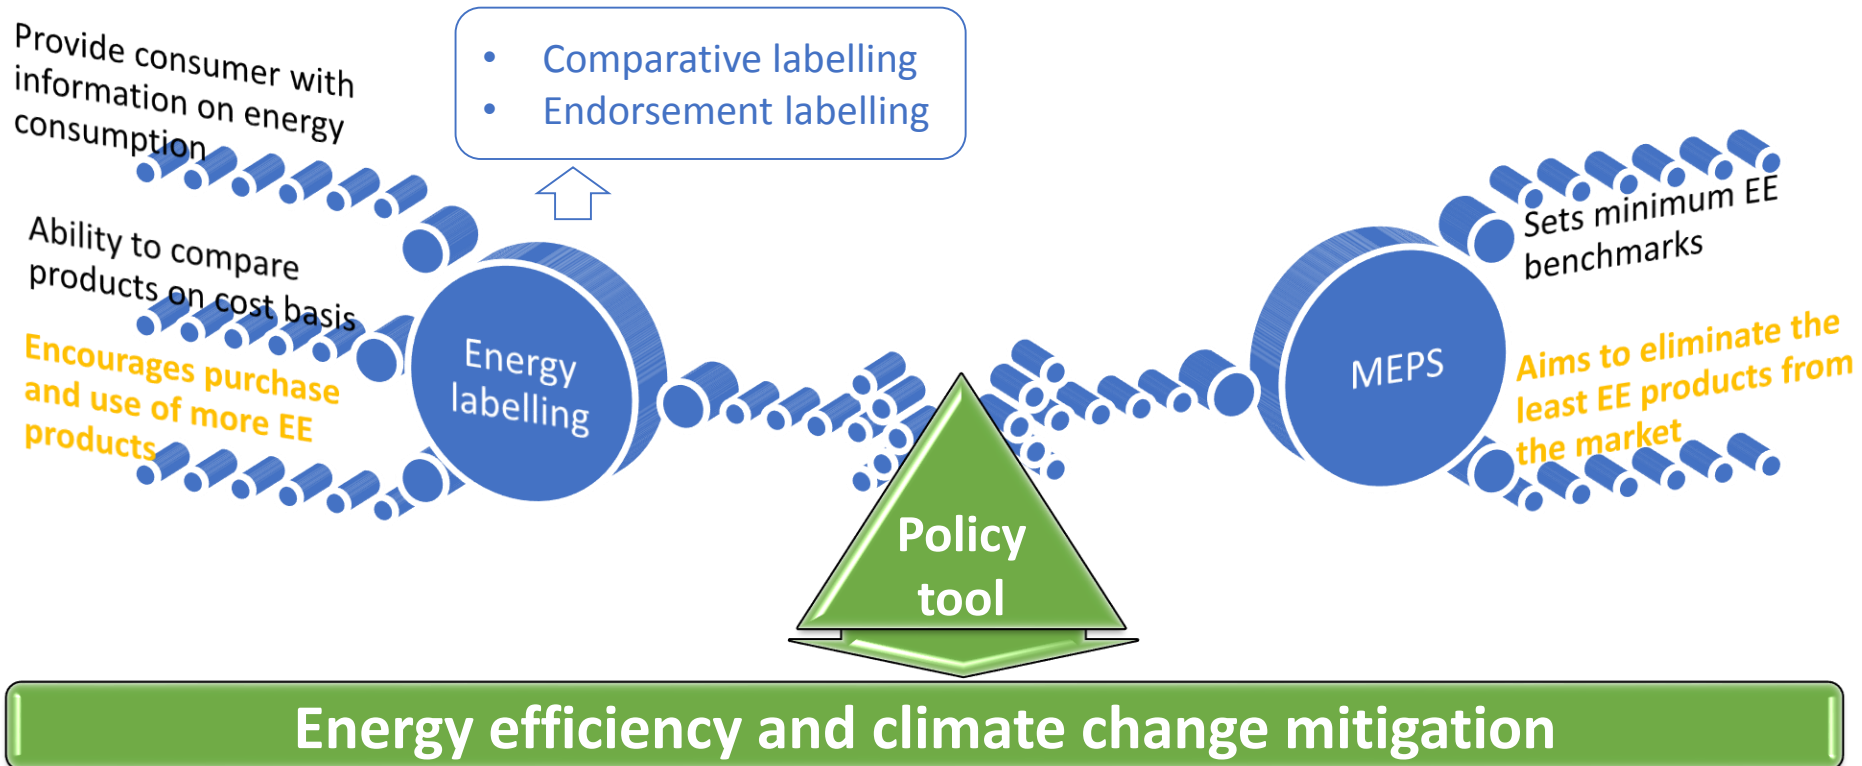 Provide consumer with
information on energy
consumption
• Comparative labelling
• Endorsement labelling
Ability to compare
products on cost basis
Encourages purchase
and use of more EE
products
Energy
labelling
MEPS
Sets minimum EE
benchmarks
Aims to eliminate the
least EE products from
the market
Policy
tool
Energy efficiency and climate change mitigation